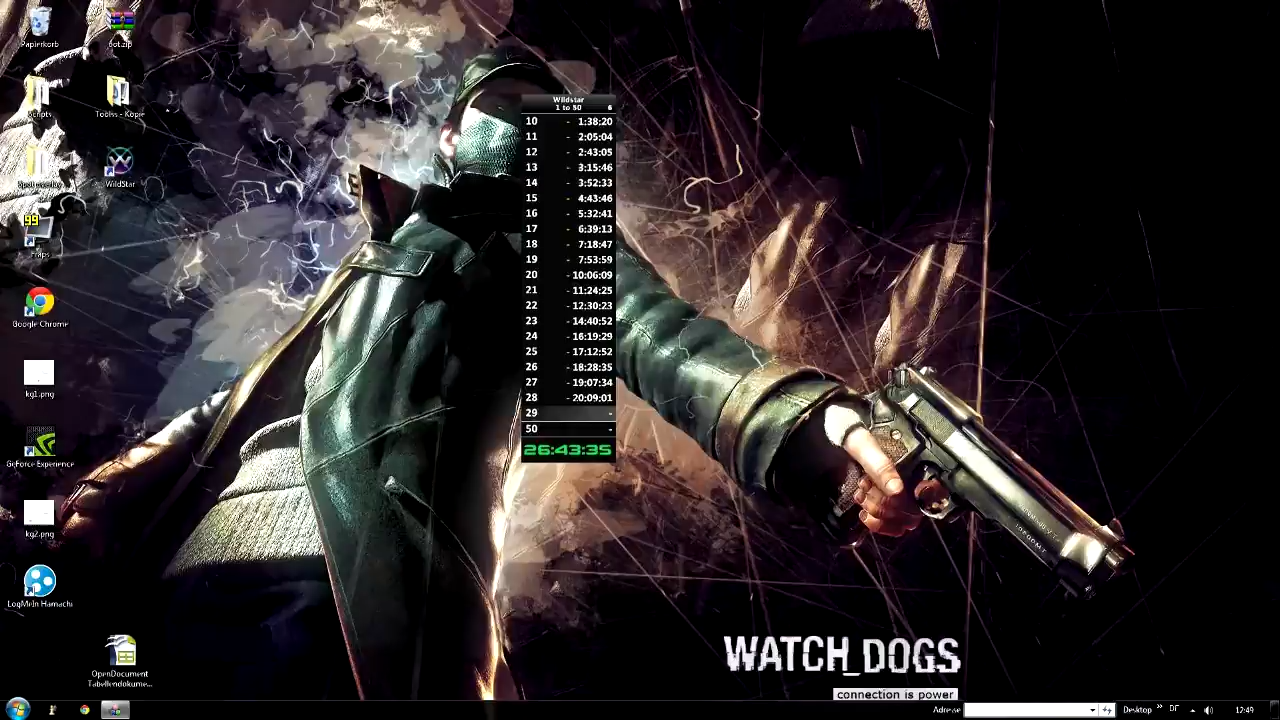 Papierkorb
bot.zip
Scripts
Toolss - Kopie
WildStar
99
Fraps
Google Chrome
kg1.png
GeForce Experience
kg2.png
LogMeIn Hamachi
OpenDocument
Tabellendokume...
Wildstar
1 to 50 6
10 - 1:38:20
11 - 2:05:04
12 - 2:43:05
13 - 3:15:46
14 - 3:52:33
15 - 4:43:46
16 - 5:32:41
17 - 6:39:13
18 - 7:18:47
19 - 7:53:59
20 - 10:06:09
21 - 11:24:25
22 - 12:30:23
23 - 14:40:52
24 - 16:19:29
25 - 17:12:52
26 - 18:28:35
27 - 19:07:34
28 - 20:09:01
29 -
50 -
26:43:35
WATCH_DOGS
connection is power
Adresse
Desktop
DE
12:49